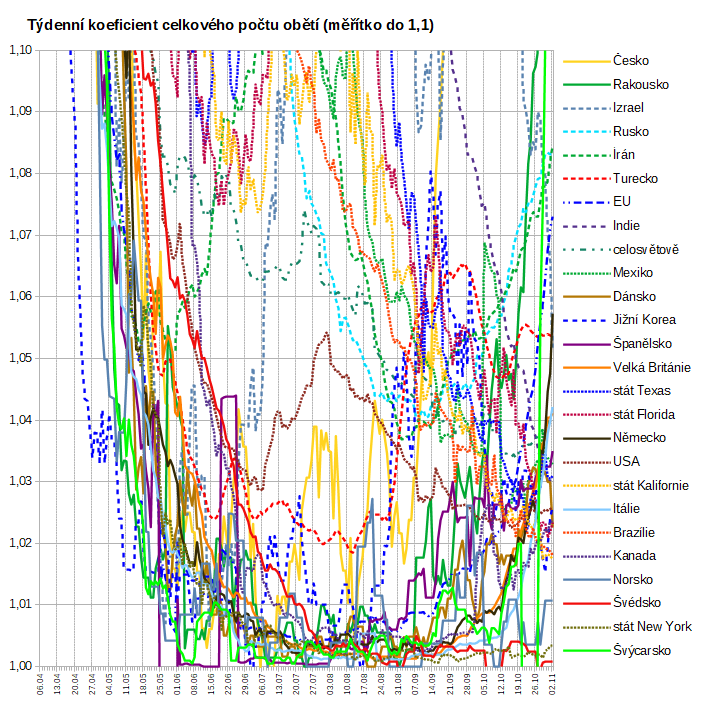 Týdenní koeficient celkového počtu obětí (měřítko do 1,1)
1,10
1,09
1,08
1,07
1,06
1,05
1,04
1,03
1,02
1,01
1,00
06.04
13.04
20.04
27.04
04.05
11.05
18.05
25.05
01.06
08.06
15.06
22.06
29.06
06.07
13.07
20.07
27.07
03.08
10.08
17.08
24.08
31.08
07.09
14.09
21.09
28.09
05.10
12.10
19.10
26.10
02.11
Česko
Rakousko
Izrael
Rusko
Írán
Turecko
EU
Indie
celosvětově
Mexiko
Dánsko
Jižní Korea
Španělsko
Velká Británie
stát Texas
stát Florida
Německo
USA
stát Kalifornie
Itálie
Brazílie
Kanada
Norsko
Švédsko
stát New York
Švýcarsko